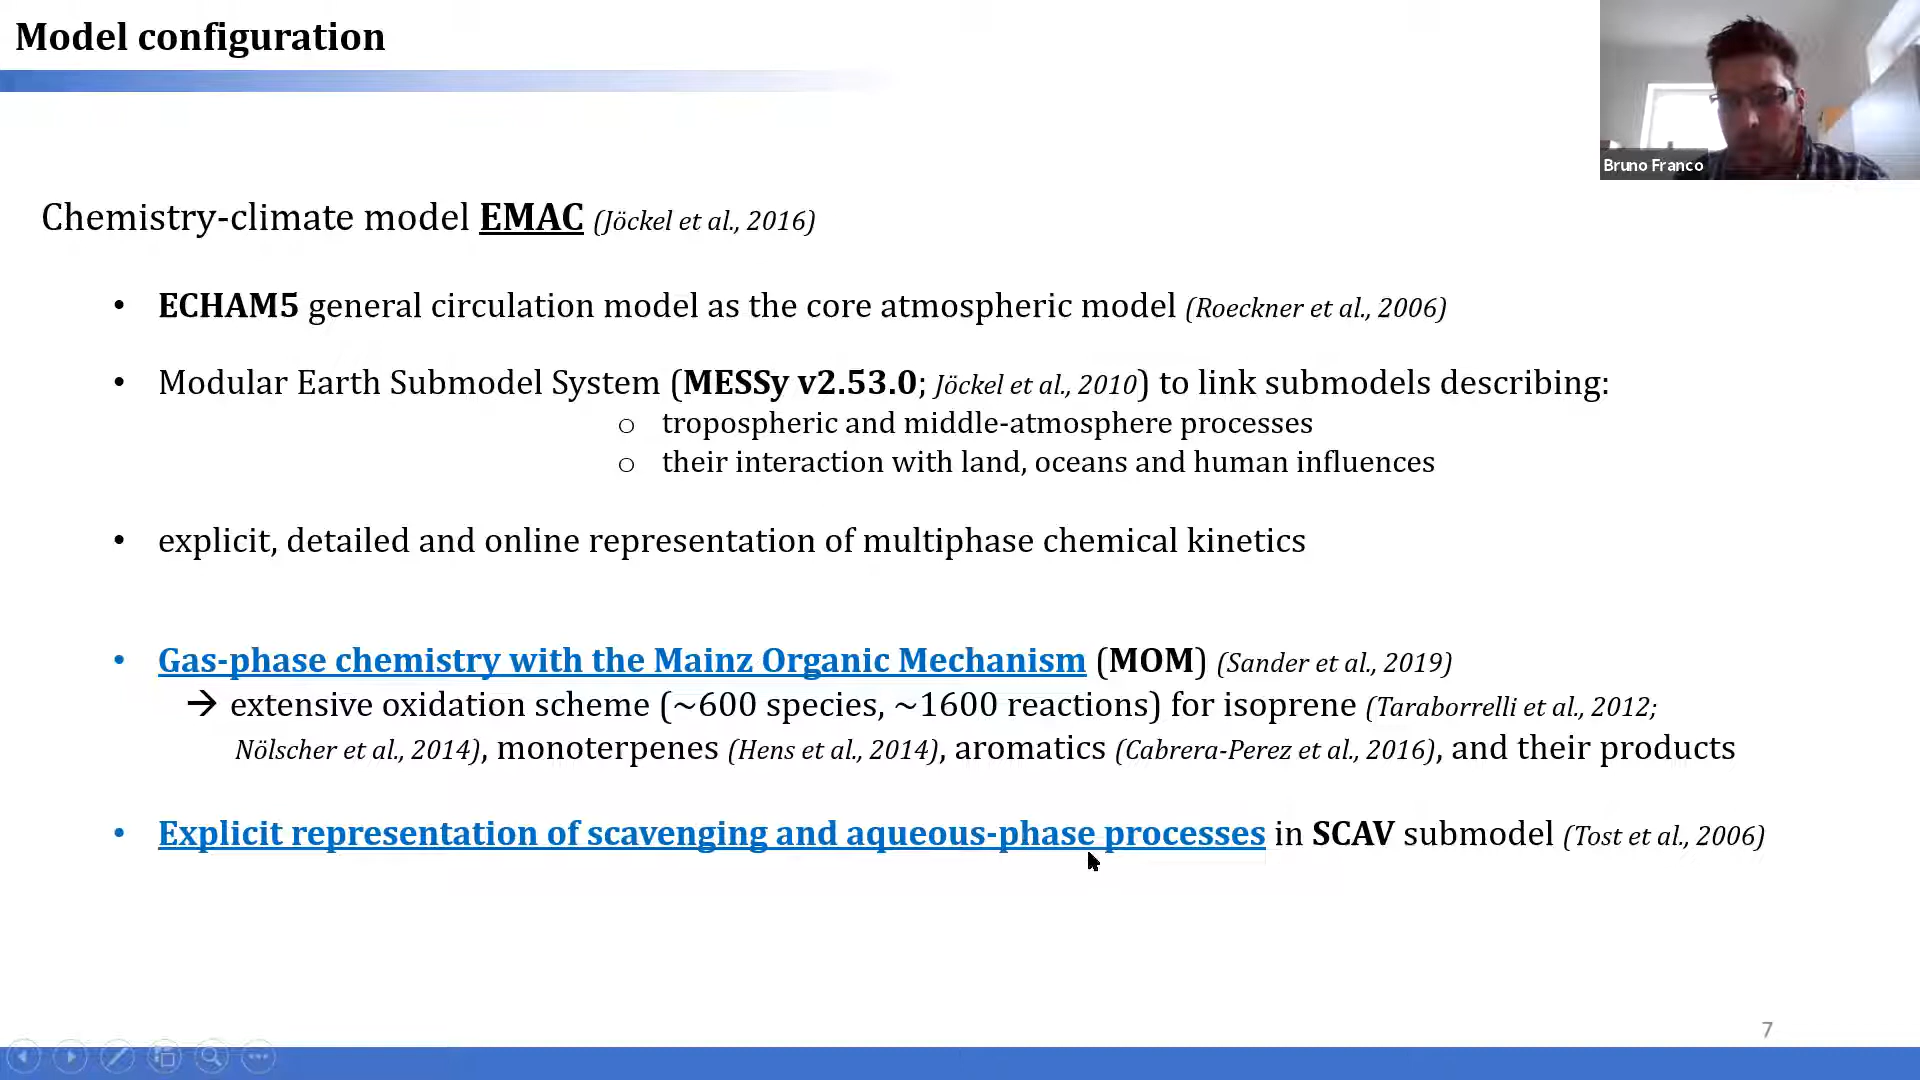 Model configuration
Bruno Franco
Chemistry-climate model EMAC (Jöckel et al., 2016)
• ECHAM5 general circulation model as the core atmospheric model (Roeckner et al., 2006)
• Modular Earth Submodel System (MESSy v2.53.0; Jöckel et al., 2010) to link submodels describing:
o tropospheric and middle-atmosphere processes
o their interaction with land, oceans and human influences
• explicit, detailed and online representation of multiphase chemical kinetics
• Gas-phase chemistry with the Mainz Organic Mechanism (MOM) (Sander et al., 2019)
→ extensive oxidation scheme (~600 species, ~1600 reactions) for isoprene (Taraborrelli et al., 2012;
Nölscher et al., 2014), monoterpenes (Hens et al., 2014), aromatics (Cabrera-Perez et al., 2016), and their products
• Explicit representation of scavenging and aqueous-phase processes in SCAV submodel (Tost et al., 2006)
7